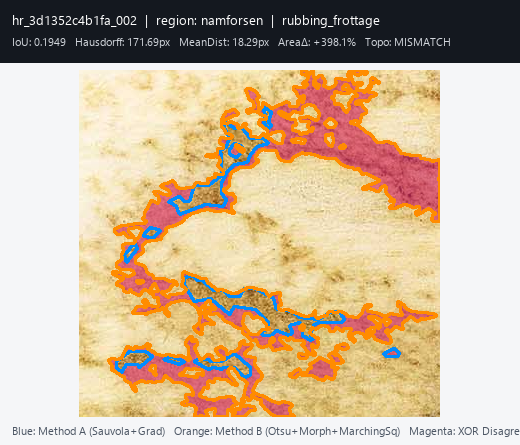 hr_3d1352c4b1fa_002 | region: namforsen | rubbing_frottage
IoU: 0.1949 Hausdorff: 171.69px MeanDist: 18.29px AreaΔ: +398.1% Topo: MISMATCH
Blue: Method A (Sauvola+Grad) Orange: Method B (Otsu+Morph+MarchingSq) Magenta: XOR Disagre